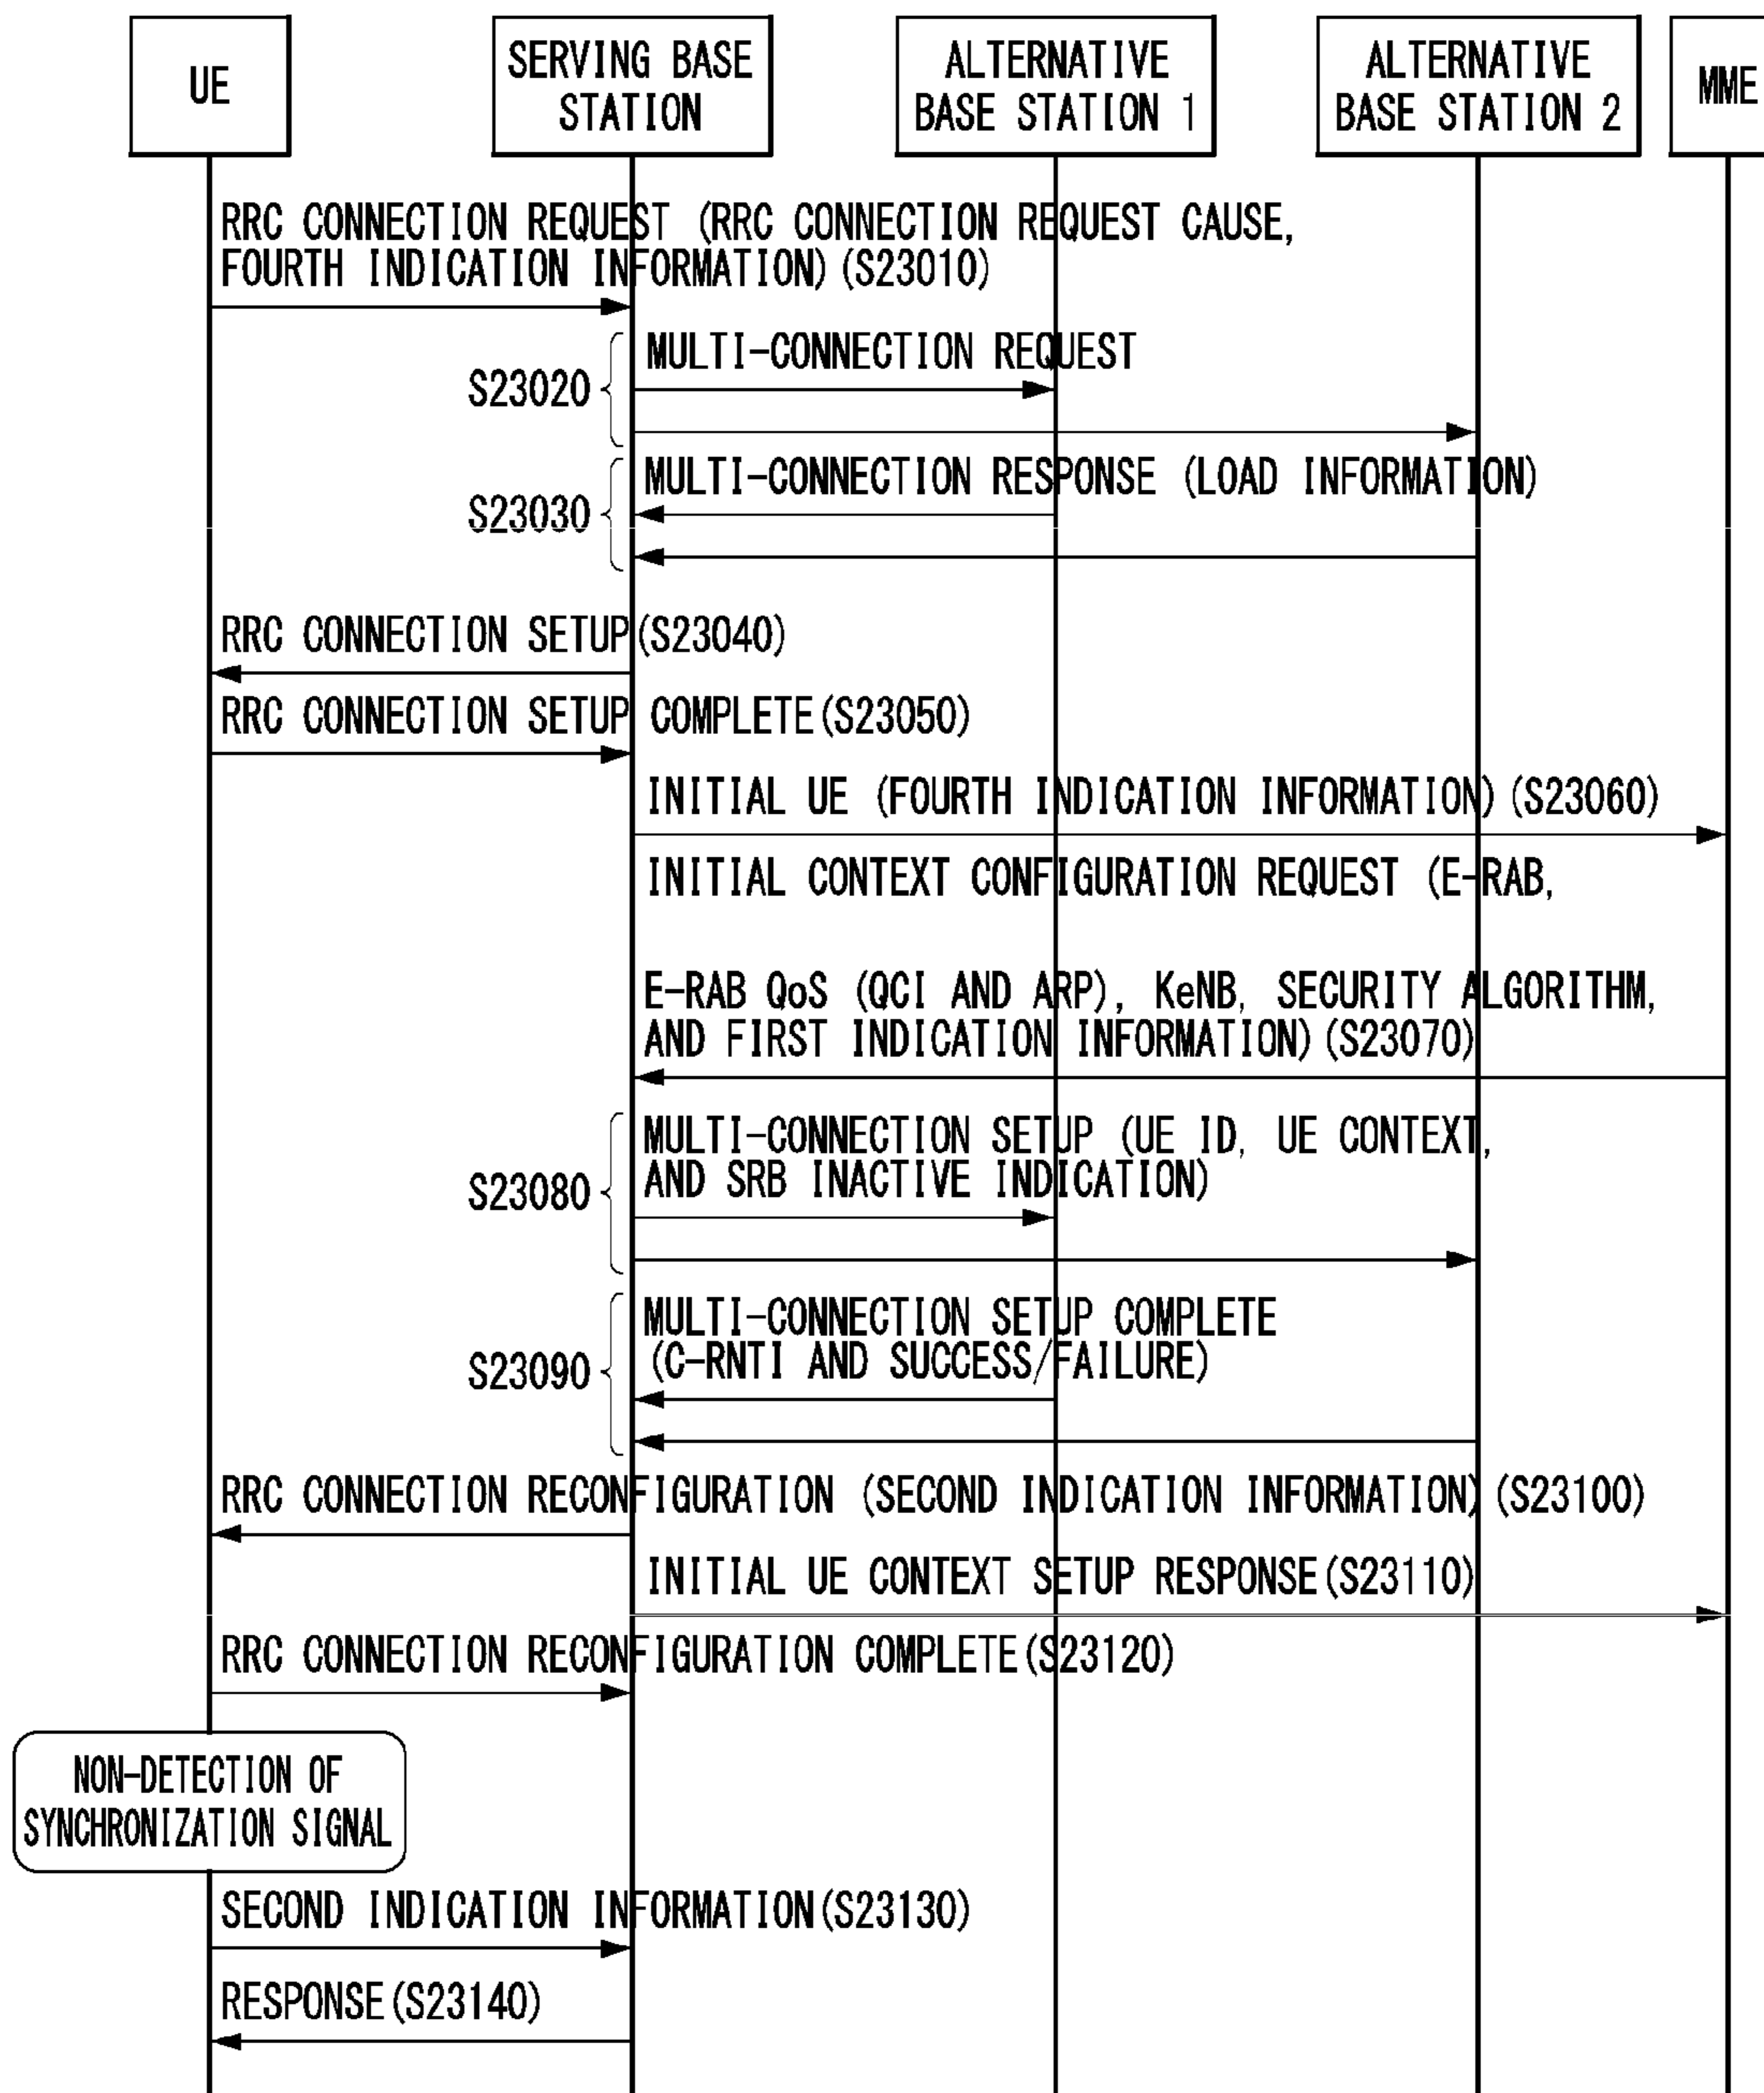 UE
SERVING BASE
STATION
ALTERNATIVE
BASE STATION 1
ALTERNATIVE
BASE STATION 2
MME
RRC CONNECTION REQUEST (RRC CONNECTION REQUEST CAUSE,
FOURTH INDICATION INFORMATION)(S23010)
MULTI-CONNECTION REQUEST
S23020
MULTI-CONNECTION RESPONSE (LOAD INFORMATION)
S23030
RRC CONNECTION SETUP(S23040)
RRC CONNECTION SETUP COMPLETE(S23050)
INITIAL UE (FOURTH INDICATION INFORMATION)(S23060)
INITIAL CONTEXT CONFIGURATION REQUEST (E-RAB,
E-RAB QoS (QCI AND ARP), KeNB, SECURITY ALGORITHM,
AND FIRST INDICATION INFORMATION)(S23070)
MULTI-CONNECTION SETUP (UE ID, UE CONTEXT,
AND SRB INACTIVE INDICATION)
S23080
MULTI-CONNECTION SETUP COMPLETE
(C-RNTI AND SUCCESS/FAILURE)
S23090
RRC CONNECTION RECONFIGURATION (SECOND INDICATION INFORMATION)(S23100)
INITIAL UE CONTEXT SETUP RESPONSE(S23110)
RRC CONNECTION RECONFIGURATION COMPLETE(S23120)
NON-DETECTION OF
SYNCHRONIZATION SIGNAL
SECOND INDICATION INFORMATION(S23130)
RESPONSE(S23140)